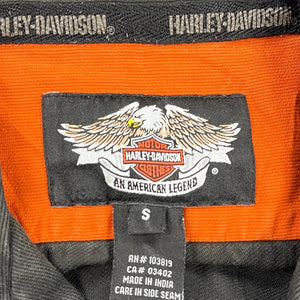 HARLEY-DAVIDSON HARLEY-DAVIDSON
MOTOR
HARLEY-DAVIDSON
CLOTHES
AN AMERICAN LEGEND
®
S
RN# 103819
CA# 03402
MADE IN INDIA
CARE IN SIDE SEAM